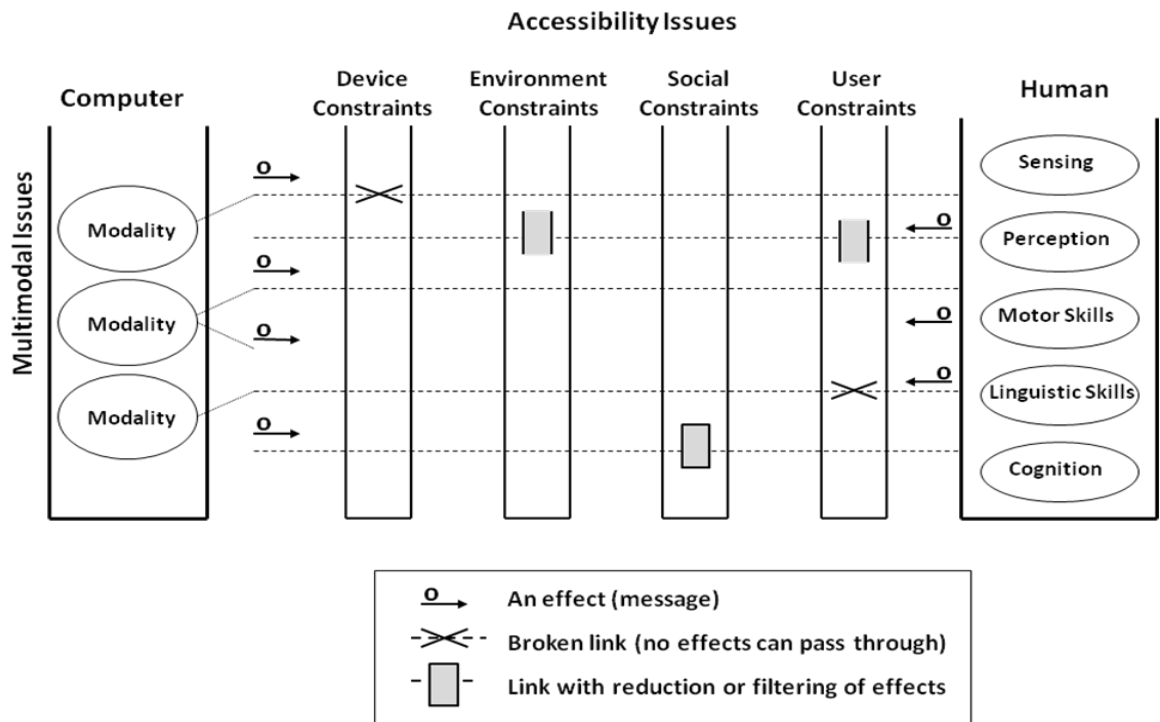 Accessibility Issues
Computer
Device
Constraints
Environment
Constraints
Social
Constraints
User
Constraints
Human
Multimodal Issues
Modality
Modality
Modality
o
o
o
o
o
o
o
Sensing
Perception
Motor Skills
Linguistic Skills
Cognition
o
An effect (message)
Broken link (no effects can pass through)
Link with reduction or filtering of effects